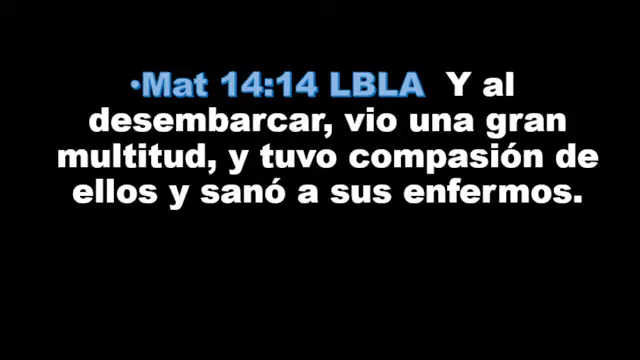 •Mat 14:14 LBLA Y al
desembarcar, vio una gran
multitud, y tuvo compasión de
ellos y sanó a sus enfermos.